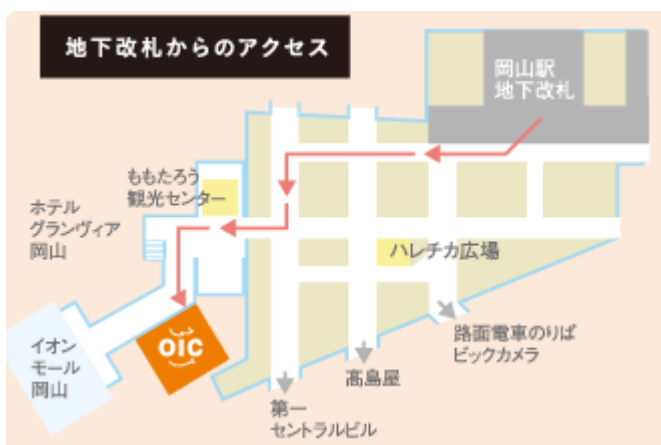 地下改札からのアクセス
岡山駅
地下改札
ももたろう
観光センター
ホテル
グランヴィア
岡山
ハレチカ広場
イオン
モール
岡山
OIC
路面電車のりば
ビックカメラ
髙島屋
第一
セントラルビル